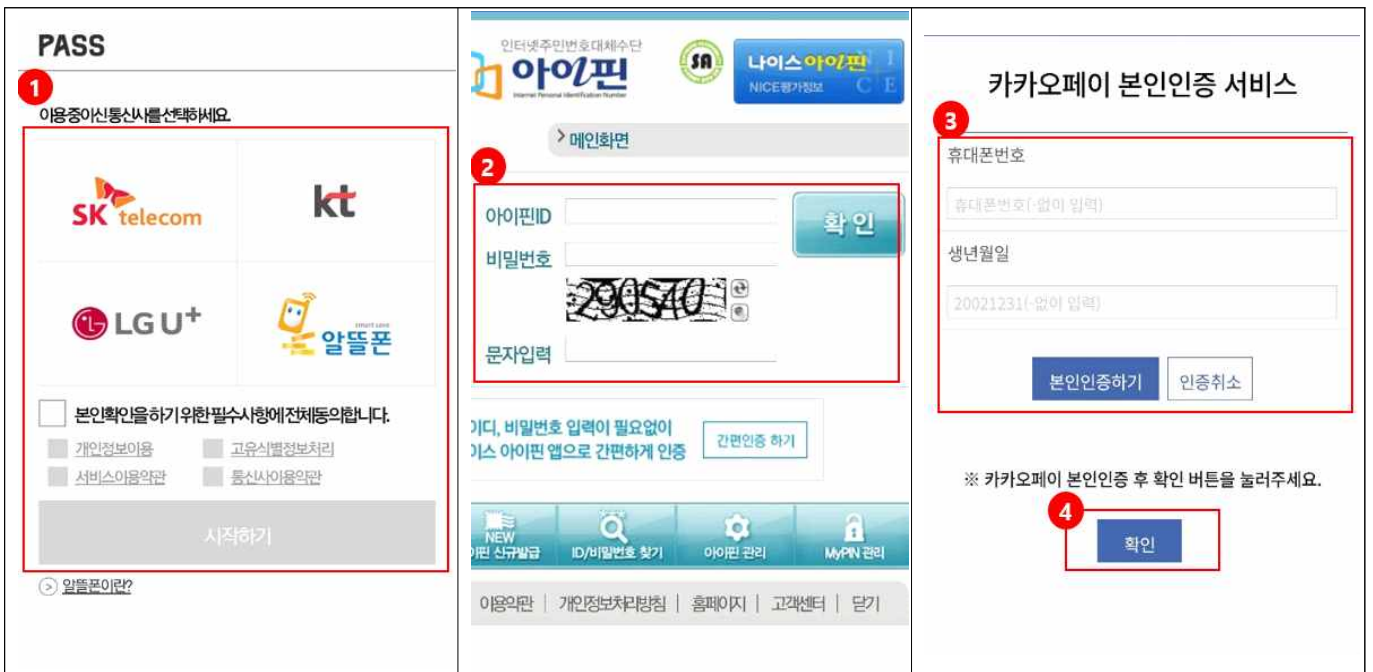 PASS
1
이용중이신통신사를선택하세요.
SK telecom
kt
LG U+
smart save
알뜰폰
본인확인을하기위한필수사항에전체동의합니다.
개인정보이용
고유식별정보처리
서비스이용약관
통신사이용약관
시작하기
알뜰폰이란?
인터넷주민번호대체수단
아이핀
Internet Personal Identification Number
SA
나이스아이핀
NICE평가정보
NICE
메인화면
2
아이핀ID
확인
비밀번호
290540
문자입력
이디, 비밀번호 입력이 필요없이
이스 아이핀 앱으로 간편하게 인증
간편인증 하기
NEW
이핀 신규발급
ID/비밀번호 찾기
아이핀 관리
MyPIN 관리
이용약관 | 개인정보처리방침 | 홈페이지 | 고객센터 | 닫기
카카오페이 본인인증 서비스
3
휴대폰번호
휴대폰번호(-없이 입력)
생년월일
20021231(-없이 입력)
본인인증하기
인증취소
※ 카카오페이 본인인증 후 확인 버튼을 눌러주세요.
4
확인